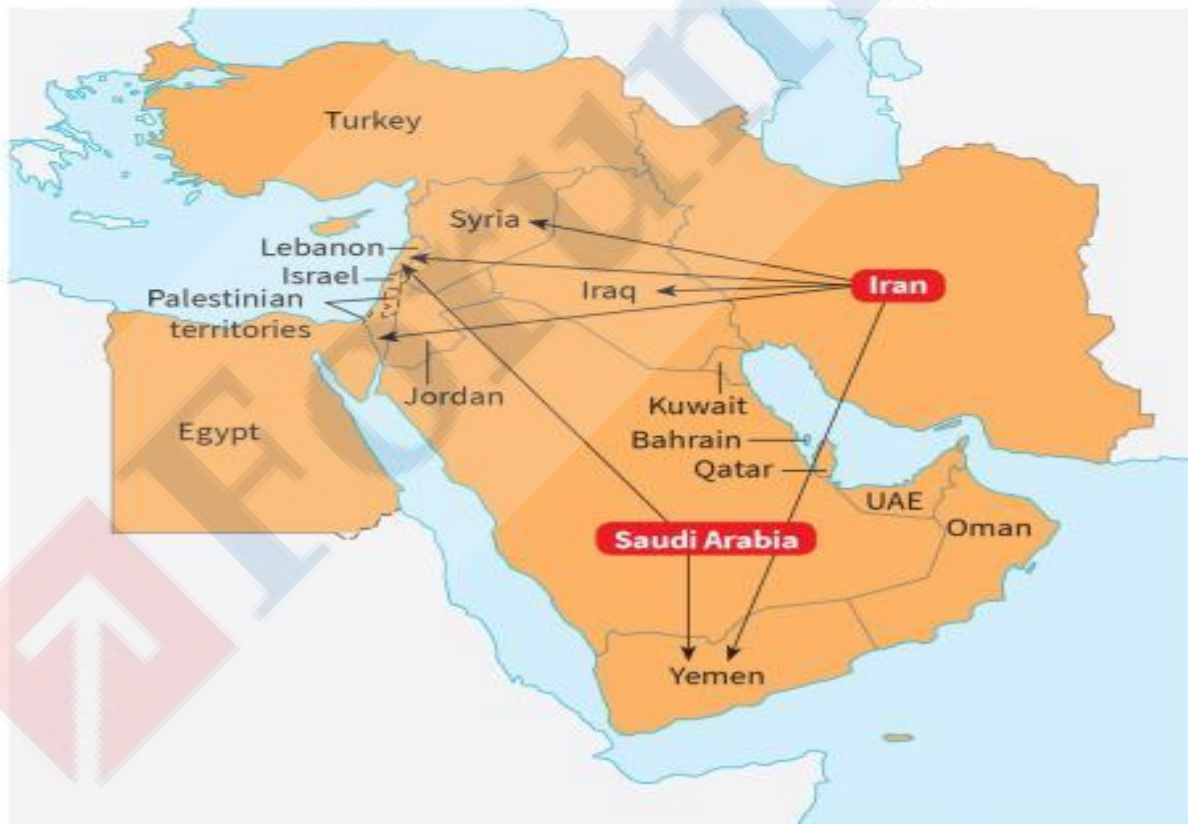 Turkey
Syria
Lebanon
Israel
Palestinian
territories
Iraq
Iran
Jordan
Kuwait
Egypt
Bahrain
Qatar
UAE
Oman
Saudi Arabia
Yemen